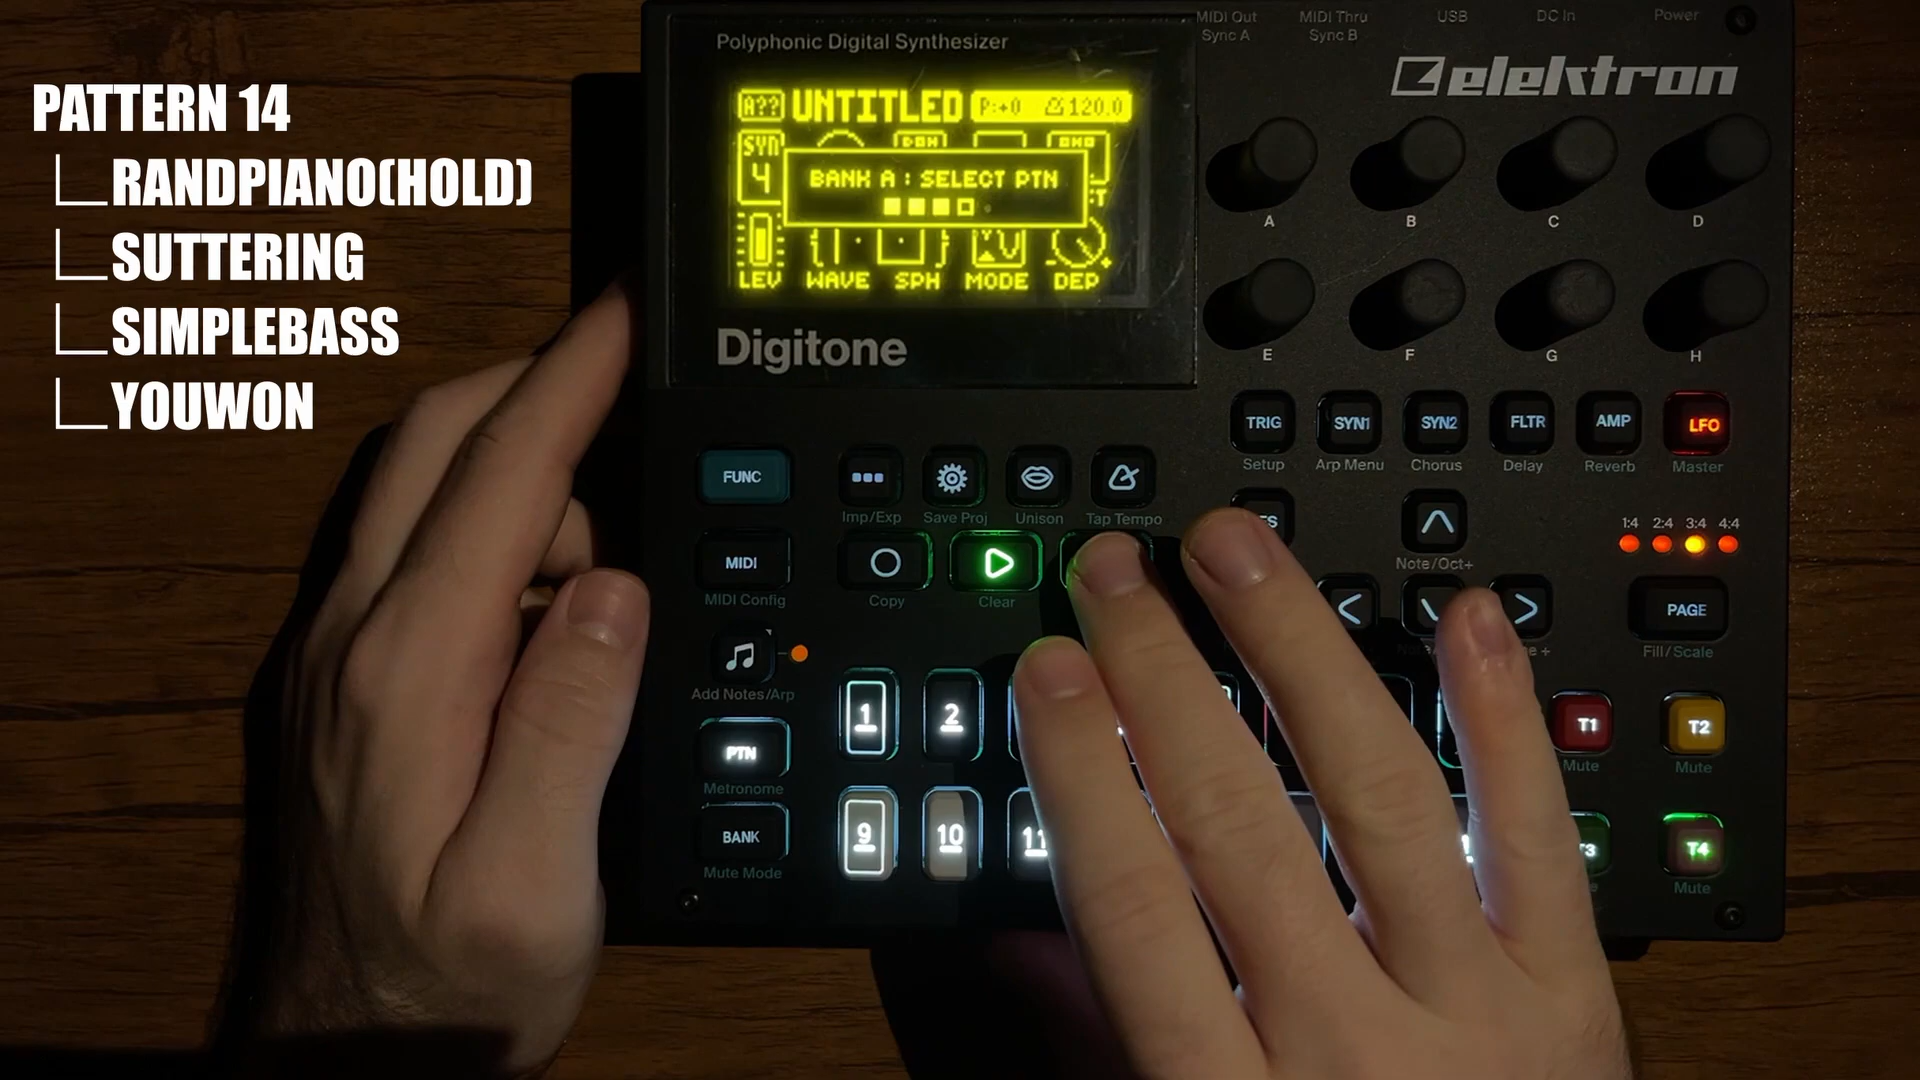 PATTERN 14
RANDPIANO(HOLD)
SUTTERING
SIMPLEBASS
YOUWON
Polyphonic Digital Synthesizer
A?? UNTITLED P:+0 120.0
SYN
4
BANK A : SELECT PTN
LEV WAVE SPH MODE DEP
Digitone
MIDI Out MIDI Thru USB DC In Power
Sync A Sync B
elektron
A B C D
E F G H
TRIG SYN1 SYN2 FLTR AMP LFO
Setup Arp Menu Chorus Delay Reverb Master
FUNC
Imp/Exp Save Proj Unison Tap Tempo
1:4 2:4 3:4 4:4
Note/Oct+
MIDI
MIDI Config Copy Clear
PAGE
Fill/Scale
Add Notes/Arp
1 2
T1 T2
Mute Mute
PTN
Metronome
BANK
Mute Mode
9 10 11
T3 T4
Mute